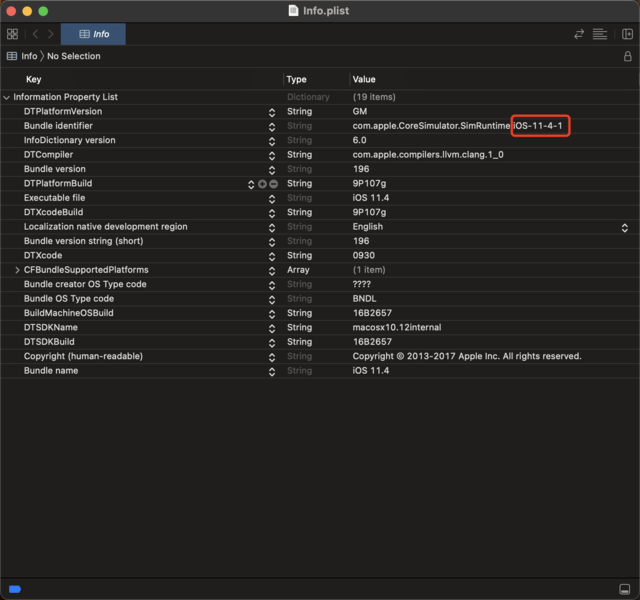 Info.plist
Info
Info 〉 No Selection
Key Type Value
Information Property List Dictionary (19 items)
DTPlatformVersion String GM
Bundle identifier String com.apple.CoreSimulator.SimRuntime.iOS-11-4-1
InfoDictionary version String 6.0
DTCompiler String com.apple.compilers.llvm.clang.1_0
Bundle version String 196
DTPlatformBuild String 9P107g
Executable file String iOS 11.4
DTXcodeBuild String 9P107g
Localization native development region String English
Bundle version string (short) String 196
DTXcode String 0930
CFBundleSupportedPlatforms Array (1 item)
Bundle creator OS Type code String ????
Bundle OS Type code String BNDL
BuildMachineOSBuild String 16B2657
DTSDKName String macosx10.12internal
DTSDKBuild String 16B2657
Copyright (human-readable) String Copyright © 2013-2017 Apple Inc. All rights reserved.
Bundle name String iOS 11.4